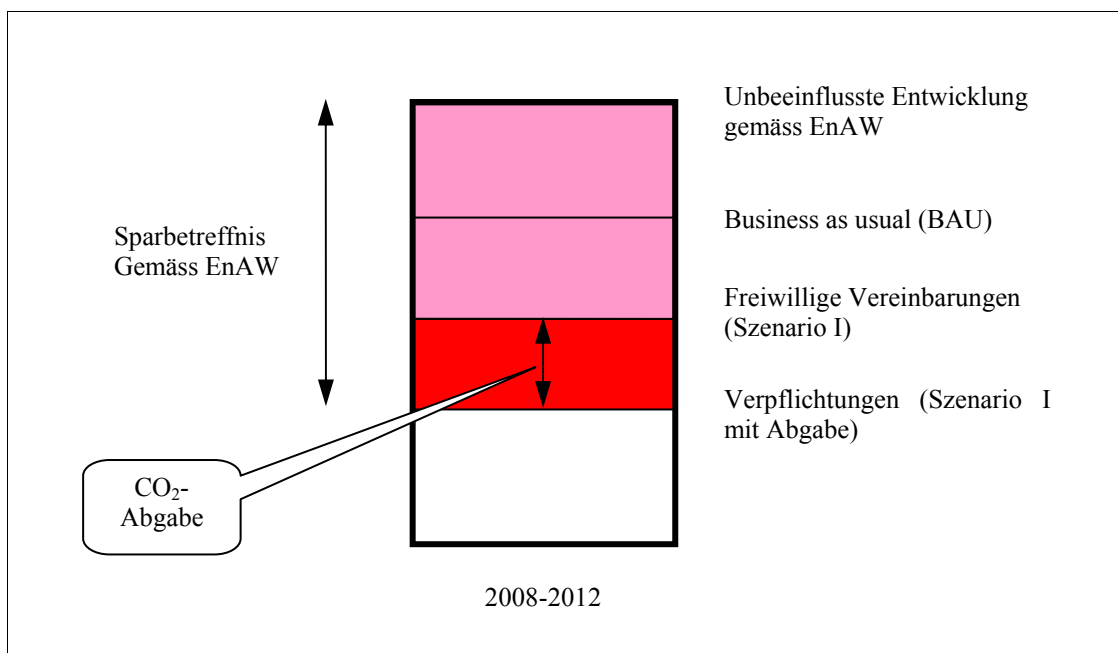 Unbeeinflusste Entwicklung
gemäss EnAW
Business as usual (BAU)
Sparbetreffnis
Gemäss EnAW
Freiwillige Vereinbarungen
(Szenario I)
Verpflichtungen (Szenario I
mit Abgabe)
CO₂-
Abgabe
2008-2012